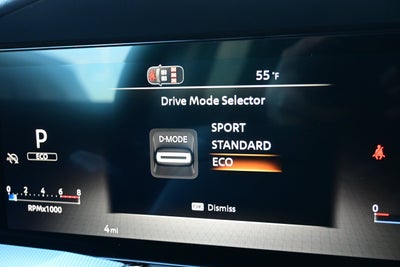 55°F
Drive Mode Selector
P
ECO
D-MODE
SPORT
STANDARD
ECO
0 2 4 6 8
RPMx1000
OK Dismiss
4 mi
0